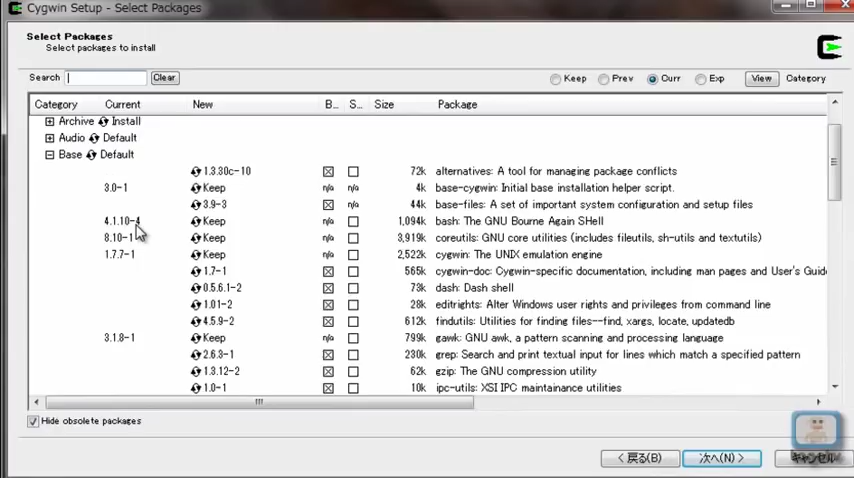 Cygwin Setup - Select Packages
Select Packages
Select packages to install
Search Clear Keep Prev Curr Exp View Category
Category Current New B... S... Size Package
Archive Install
Audio Default
Base Default
1.3.30c-10 72k alternatives: A tool for managing package conflicts
3.0-1 Keep n/a n/a 4k base-cygwin: Initial base installation helper script.
3.9-3 n/a 44k base-files: A set of important system configuration and setup files
4.1.10-4 Keep n/a n/a 1,094k bash: The GNU Bourne Again SHell
8.10-1 Keep n/a n/a 3,919k coreutils: GNU core utilities (includes fileutils, sh-utils and textutils)
1.7.7-1 Keep n/a 2,522k cygwin: The UNIX emulation engine
1.7-1 565k cygwin-doc: Cygwin-specific documentation, including man pages and User's Guide
0.5.6.1-2 73k dash: Dash shell
1.01-2 28k editrights: Alter Windows user rights and privileges from command line
4.5.9-2 612k findutils: Utilities for finding files--find, xargs, locate, updatedb
3.1.8-1 Keep n/a 799k gawk: GNU awk, a pattern scanning and processing language
2.6.3-1 230k grep: Search and print textual input for lines which match a specified pattern
1.3.12-2 62k gzip: The GNU compression utility
1.0-1 10k ipc-utils: XSI IPC maintainance utilities
Hide obsolete packages
< 戻る(B) 次へ(N) > キャンセル